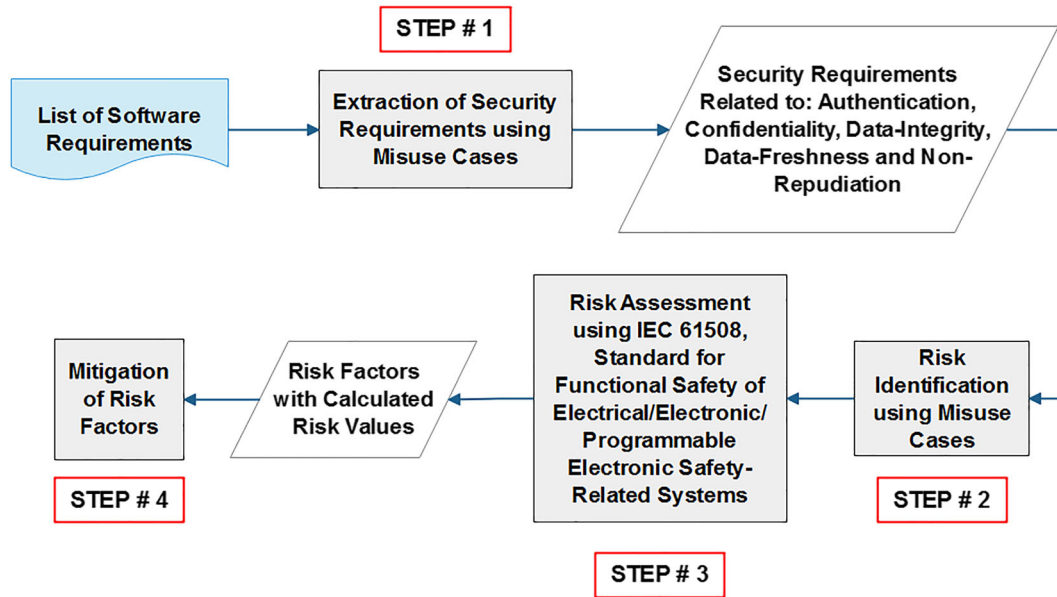 STEP # 1
List of Software
Requirements
Extraction of Security
Requirements using
Misuse Cases
Security Requirements
Related to: Authentication,
Confidentiality, Data-Integrity,
Data-Freshness and Non-
Repudiation
Risk
Identification
using Misuse
Cases
STEP # 2
Risk Assessment
using IEC 61508,
Standard for
Functional Safety of
Electrical/Electronic/
Programmable
Electronic Safety-
Related Systems
STEP # 3
Risk Factors
with Calculated
Risk Values
Mitigation
of Risk
Factors
STEP # 4